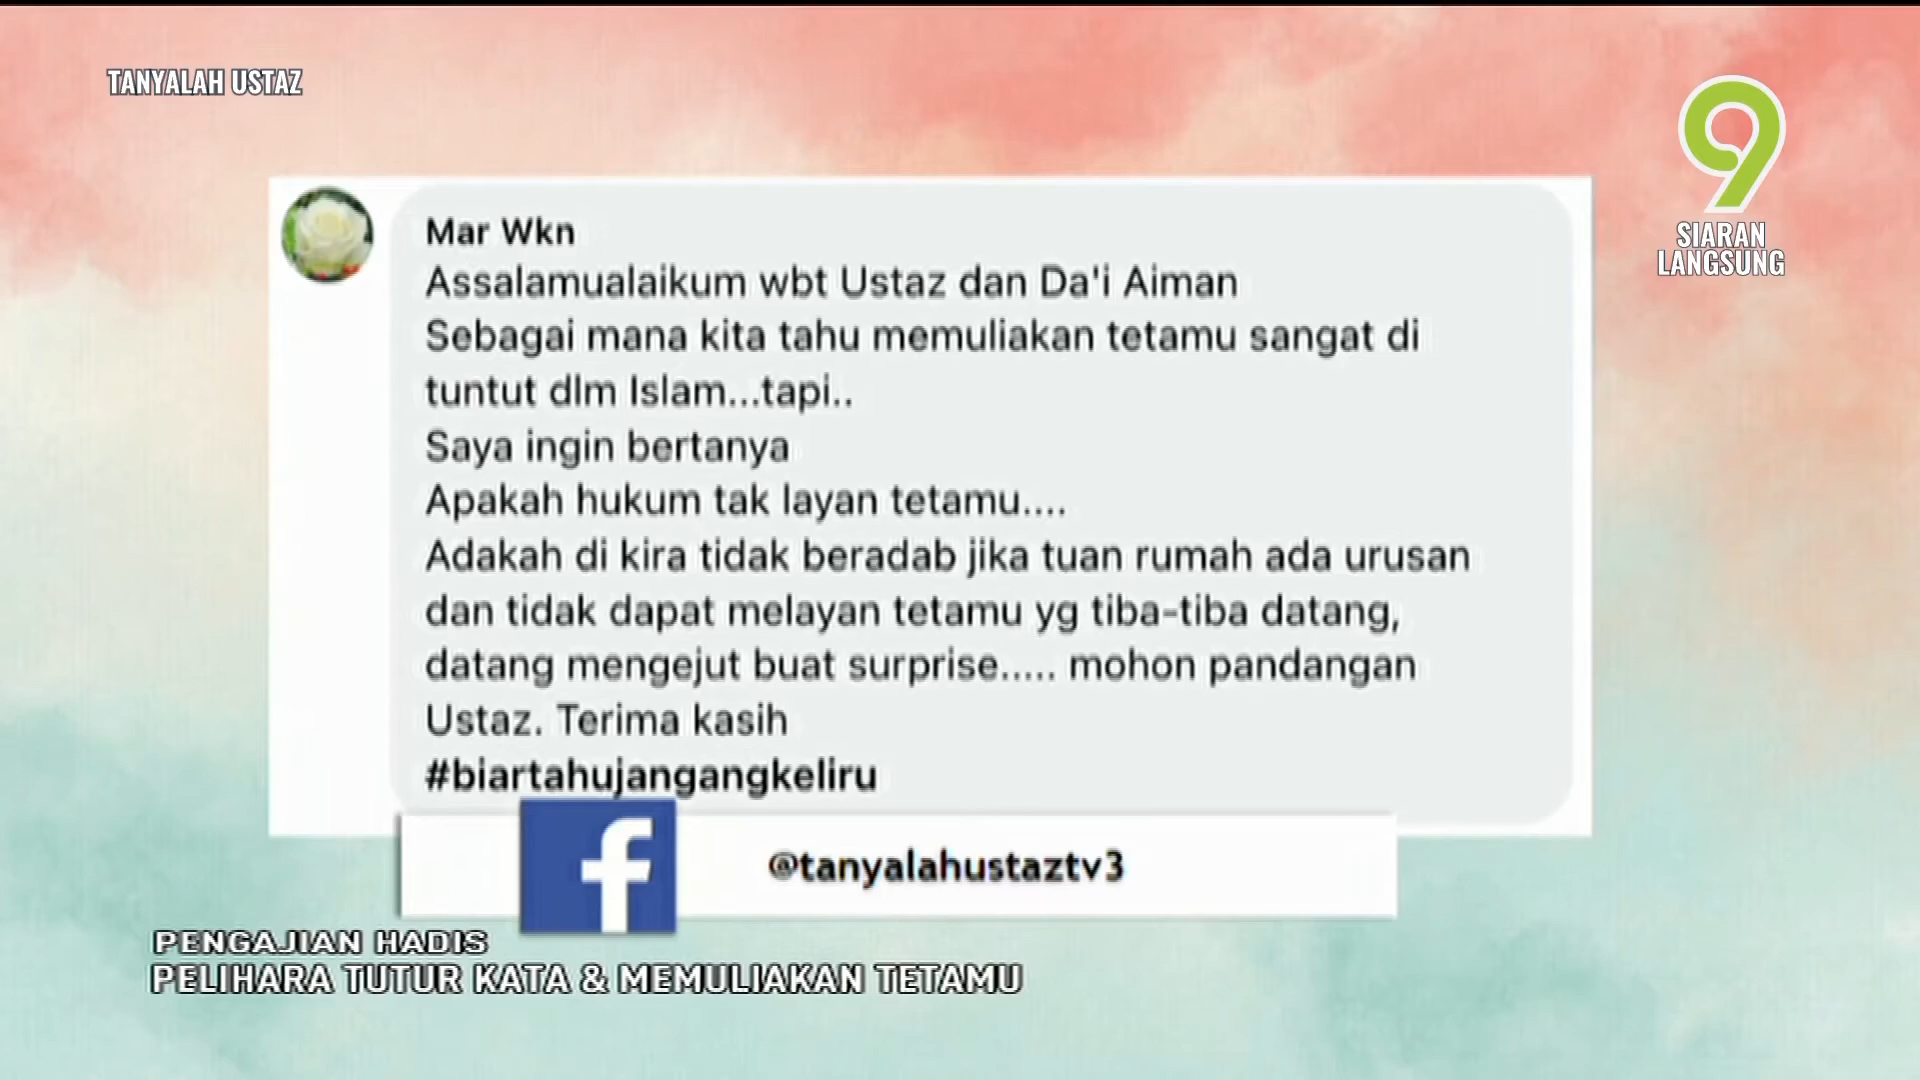 TANYALAH USTAZ
9
SIARAN
LANGSUNG
Mar Wkn
Assalamualaikum wbt Ustaz dan Da'i Aiman
Sebagai mana kita tahu memuliakan tetamu sangat di
tuntut dlm Islam...tapi..
Saya ingin bertanya
Apakah hukum tak layan tetamu....
Adakah di kira tidak beradab jika tuan rumah ada urusan
dan tidak dapat melayan tetamu yg tiba-tiba datang,
datang mengejut buat surprise..... mohon pandangan
Ustaz. Terima kasih
#biartahujangangkeliru
f
@tanyalahustaztv3
PENGAJIAN HADIS
PELIHARA TUTUR KATA & MEMULIAKAN TETAMU